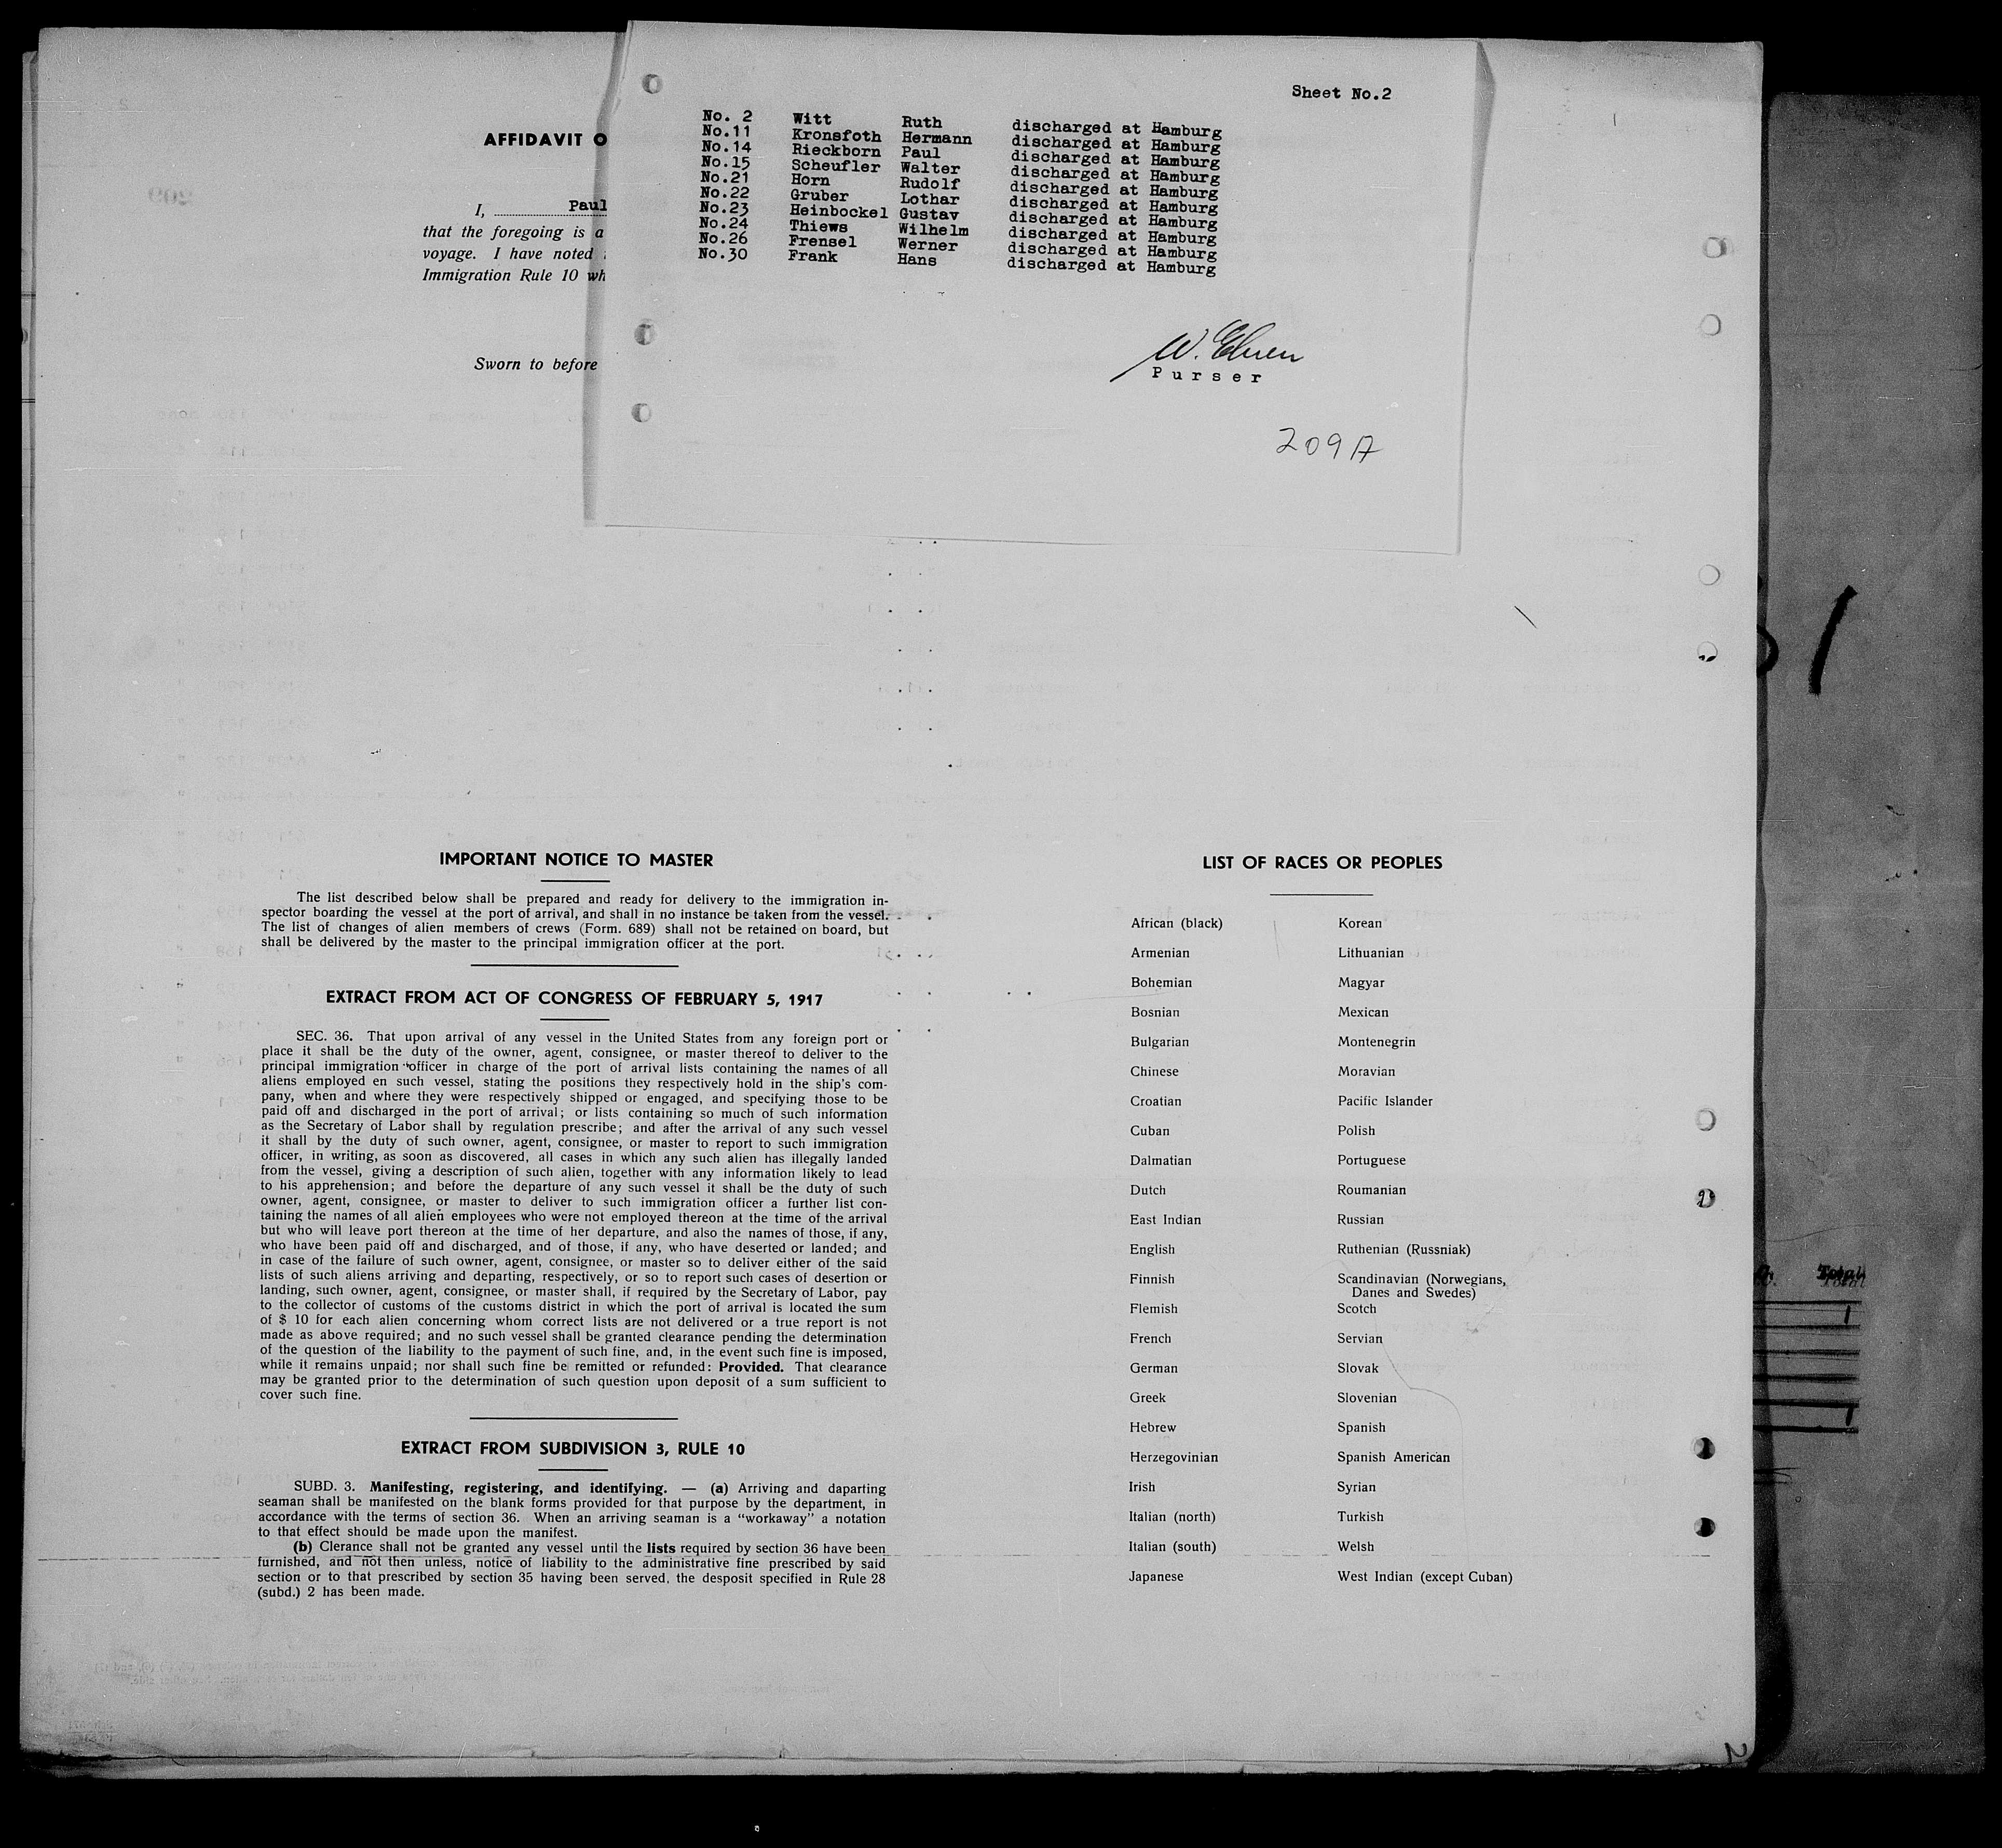 Sheet No.2
No. 2 Witt Ruth discharged at Hamburg
No.11 Kronsfoth Hermann discharged at Hamburg
No.14 Rieckborn Paul discharged at Hamburg
No.15 Scheufler Walter discharged at Hamburg
No.21 Horn Rudolf discharged at Hamburg
No.22 Gruber Lothar discharged at Hamburg
No.23 Heinbockel Gustav discharged at Hamburg
No.24 Thiews Wilhelm discharged at Hamburg
No.26 Frensel Werner discharged at Hamburg
No.30 Frank Hans discharged at Hamburg
W.
Purser
209A
AFFIDAVIT O
I, Paul
that the foregoing is a
voyage. I have noted
Immigration Rule 10 wh
Sworn to before
IMPORTANT NOTICE TO MASTER
The list described below shall be prepared and ready for delivery to the immigration in-
spector boarding the vessel at the port of arrival, and shall in no instance be taken from the vessel.
The list of changes of alien members of crews (Form. 689) shall not be retained on board, but
shall be delivered by the master to the principal immigration officer at the port.
EXTRACT FROM ACT OF CONGRESS OF FEBRUARY 5, 1917
SEC. 36. That upon arrival of any vessel in the United States from any foreign port or
place it shall be the duty of the owner, agent, consignee, or master thereof to deliver to the
principal immigration officer in charge of the port of arrival lists containing the names of all
aliens employed en such vessel, stating the positions they respectively hold in the ship's com-
pany, when and where they were respectively shipped or engaged, and specifying those to be
paid off and discharged in the port of arrival; or lists containing so much of such information
as the Secretary of Labor shall by regulation prescribe; and after the arrival of any such vessel
it shall by the duty of such owner, agent, consignee, or master to report to such immigration
officer, in writing, as soon as discovered, all cases in which any such alien has illegally landed
from the vessel, giving a description of such alien, together with any information likely to lead
to his apprehension; and before the departure of any such vessel it shall be the duty of such
owner, agent, consignee, or master to deliver to such immigration officer a further list con-
taining the names of all alien employees who were not employed thereon at the time of the arrival
but who will leave port thereon at the time of her departure, and also the names of those, if any,
who have been paid off and discharged, and of those, if any, who have deserted or landed; and
in case of the failure of such owner, agent, consignee, or master so to deliver either of the said
lists of such aliens arriving and departing, respectively, or so to report such cases of desertion or
landing, such owner, agent, consignee, or master shall, if required by the Secretary of Labor, pay
to the collector of customs of the customs district in which the port of arrival is located the sum
of $ 10 for each alien concerning whom correct lists are not delivered or a true report is not
made as above required; and no such vessel shall be granted clearance pending the determination
of the question of the liability to the payment of such fine, and, in the event such fine is imposed,
while it remains unpaid; nor shall such fine be remitted or refunded: Provided. That clearance
may be granted prior to the determination of such question upon deposit of a sum sufficient to
cover such fine.
EXTRACT FROM SUBDIVISION 3, RULE 10
SUBD. 3. Manifesting, registering, and identifying. — (a) Arriving and daparting
seaman shall be manifested on the blank forms provided for that purpose by the department, in
accordance with the terms of section 36. When an arriving seaman is a "workaway" a notation
to that effect should be made upon the manifest.
(b) Clerance shall not be granted any vessel until the lists required by section 36 have been
furnished, and not then unless, notice of liability to the administrative fine prescribed by said
section or to that prescribed by section 35 having been served, the desposit specified in Rule 28
(subd.) 2 has been made.
LIST OF RACES OR PEOPLES
African (black) Korean
Armenian Lithuanian
Bohemian Magyar
Bosnian Mexican
Bulgarian Montenegrin
Chinese Moravian
Croatian Pacific Islander
Cuban Polish
Dalmatian Portuguese
Dutch Roumanian
East Indian Russian
English Ruthenian (Russniak)
Finnish Scandinavian (Norwegians,
Danes and Swedes)
Flemish Scotch
French Servian
German Slovak
Greek Slovenian
Hebrew Spanish
Herzegovinian Spanish American
Irish Syrian
Italian (north) Turkish
Italian (south) Welsh
Japanese West Indian (except Cuban)
Total
1
1
2